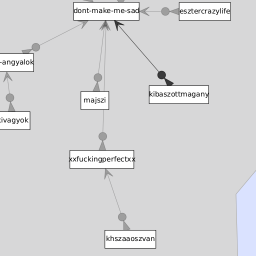 dont-make-me-sad
esztercrazylife
-angyalok
majszi
kibaszottmagany
ivagyok
xxfuckingperfectxx
khszaaoszvan